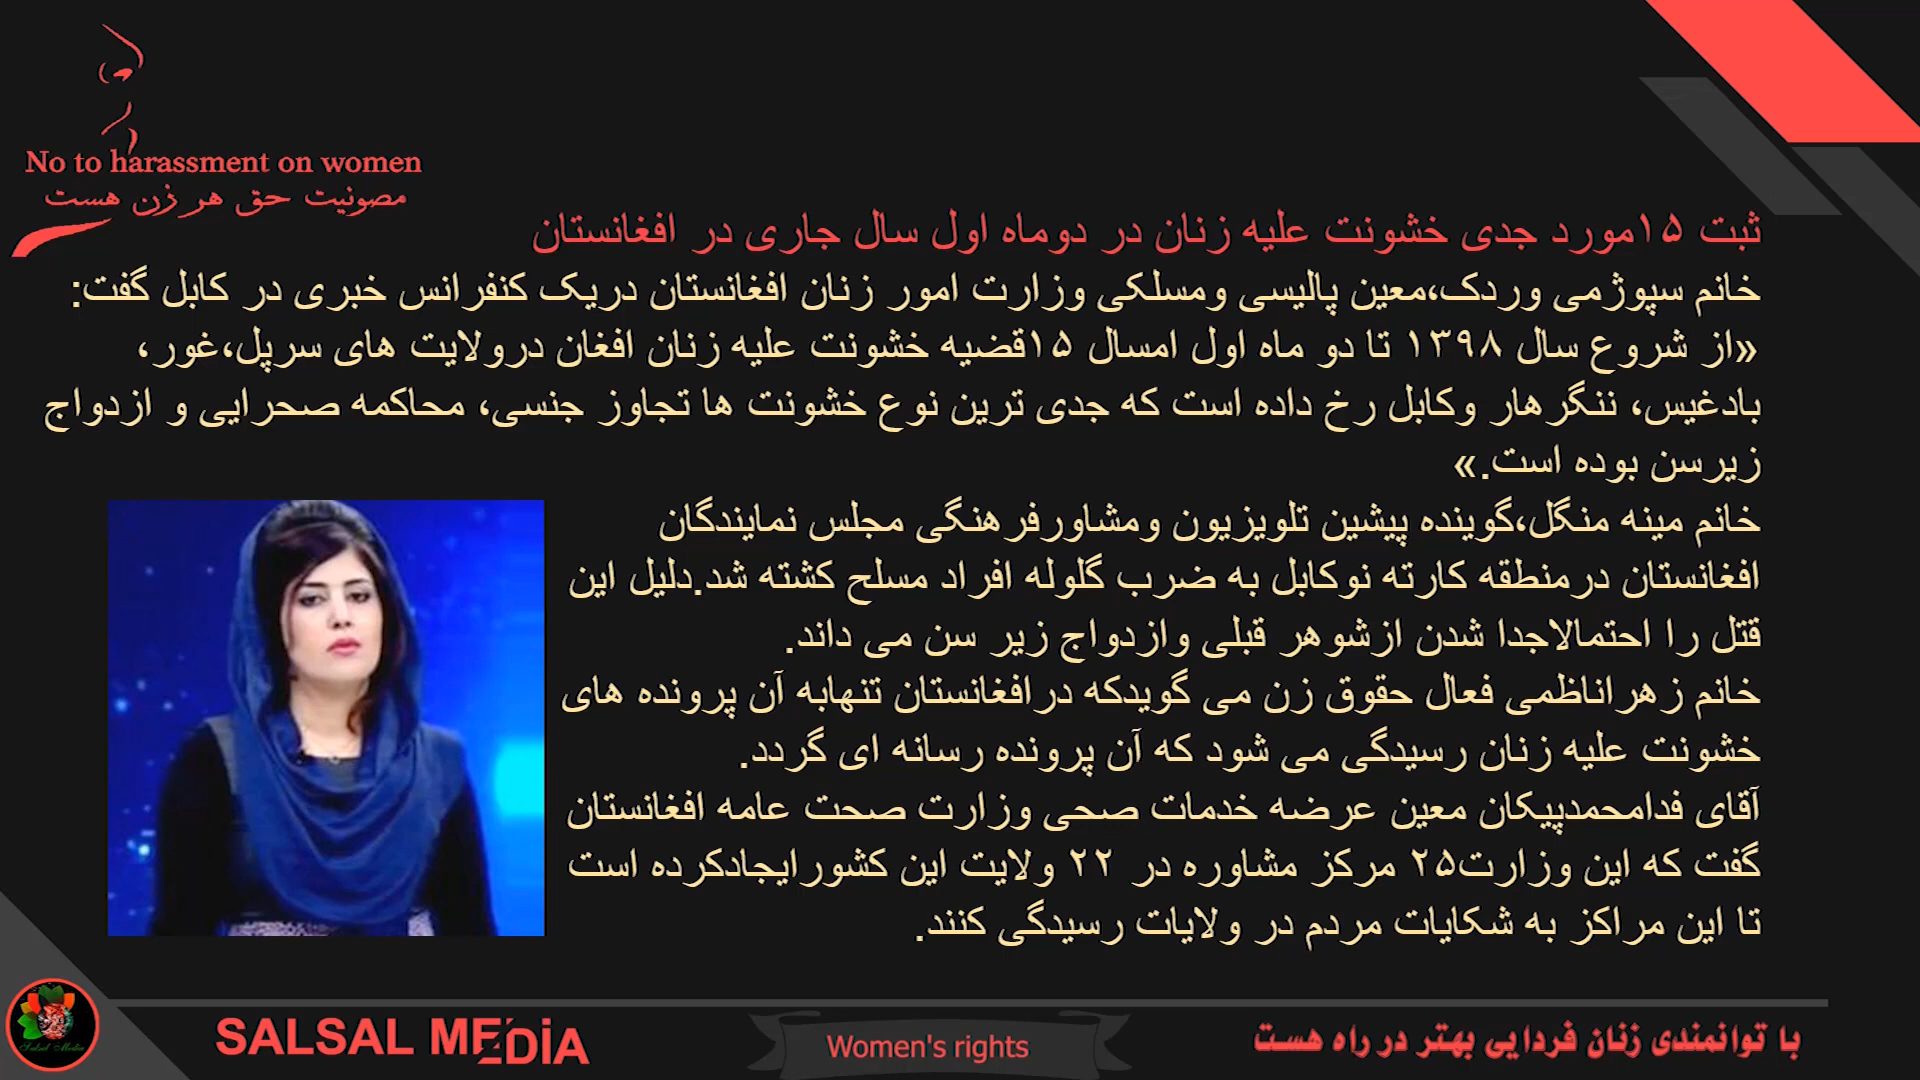 No to harassment on women
مصونیت حق هر زن هست
ثبت ۱۵مورد جدی خشونت علیه زنان در دوماه اول سال جاری در افغانستان
خانم سپوژمی وردک،معین پالیسی ومسلکی وزارت امور زنان افغانستان دریک کنفرانس خبری در کابل گفت:
«از شروع سال ۱۳۹۸ تا دو ماه اول امسال ۱۵قضیه خشونت علیه زنان افغان درولایت های سرپل،غور،
بادغیس، ننگرهار وکابل رخ داده است که جدی ترین نوع خشونت ها تجاوز جنسی، محاکمه صحرایی و ازدواج
زیرسن بوده است.»
خانم مینه منگل،گوینده پیشین تلویزیون ومشاورفرهنگی مجلس نمایندگان
افغانستان درمنطقه کارته نوکابل به ضرب گلوله افراد مسلح کشته شد.دلیل این
قتل را احتمالاجدا شدن ازشوهر قبلی وازدواج زیر سن می داند.
خانم زهراناظمی فعال حقوق زن می گویدکه درافغانستان تنهابه آن پرونده های
خشونت علیه زنان رسیدگی می شود که آن پرونده رسانه ای گردد.
آقای فدامحمدپیکان معین عرضه خدمات صحی وزارت صحت عامه افغانستان
گفت که این وزارت۲۵ مرکز مشاوره در ۲۲ ولایت این کشورایجادکرده است
تا این مراکز به شکایات مردم در ولایات رسیدگی کنند.
Salsal Media
SALSAL MEDiA
Women's rights
با توانمندی زنان فردایی بهتر در راه هست